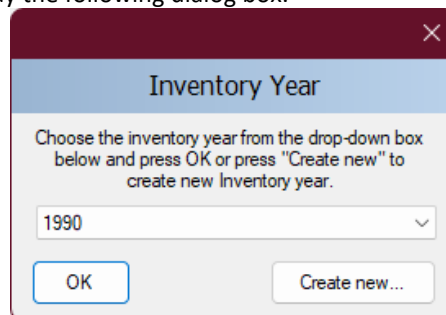 the following dialog box:
Inventory Year
Choose the inventory year from the drop-down box
below and press OK or press "Create new" to
create new Inventory year.
1990
OK
Create new...